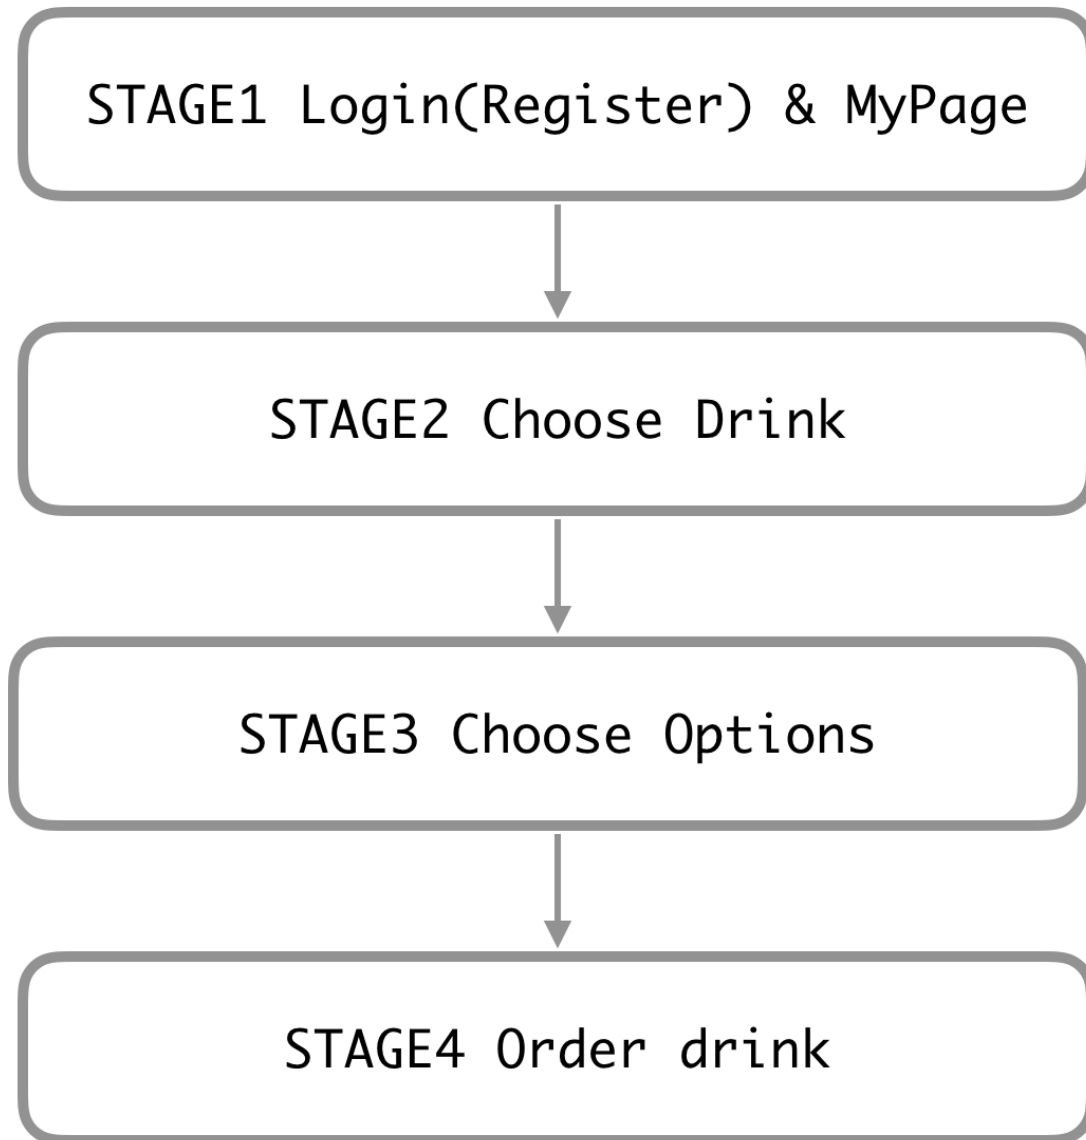 STAGE1 Login(Register) & MyPage
STAGE2 Choose Drink
STAGE3 Choose Options
STAGE4 Order drink